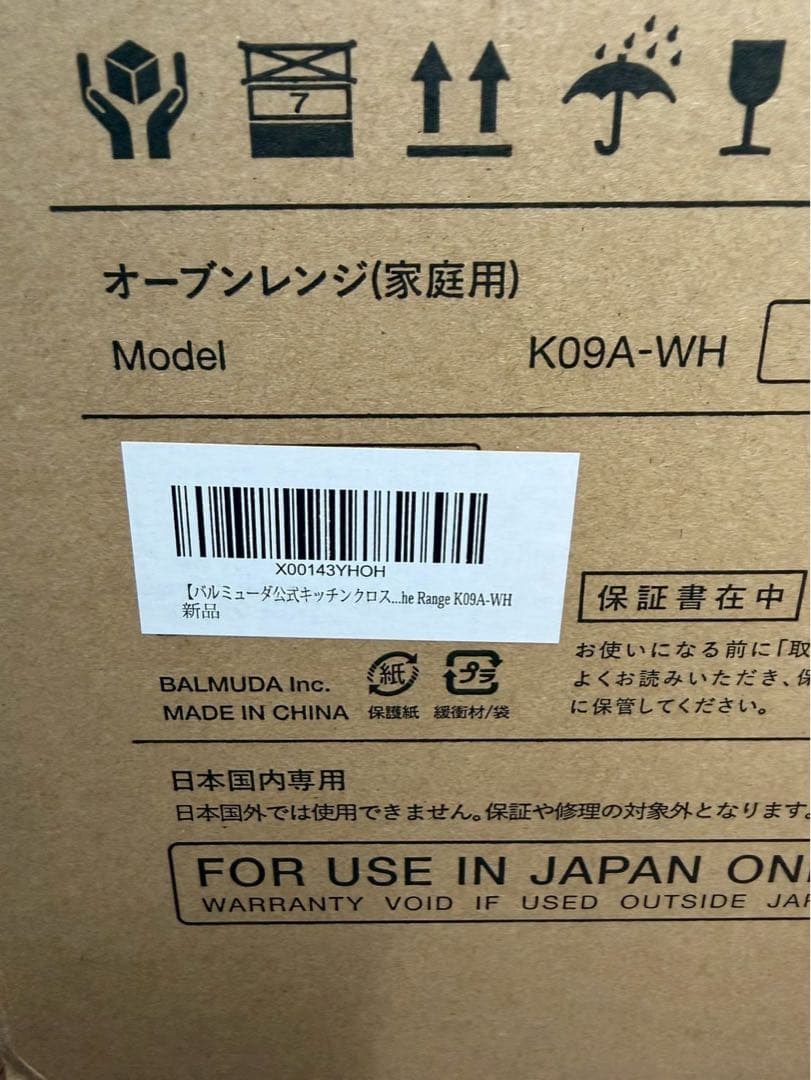 7
オーブンレンジ(家庭用)
Model K09A-WH
X00143YHOH
【バルミューダ公式キッチンクロス...he Range K09A-WH
新品
保証書在中
お使いになる前に「取
よくお読みいただき、保
に保管してください。
紙 プラ
BALMUDA Inc.
MADE IN CHINA 保護紙 緩衝材/袋
日本国内専用
日本国外では使用できません。保証や修理の対象外となります。
FOR USE IN JAPAN ON
WARRANTY VOID IF USED OUTSIDE JA